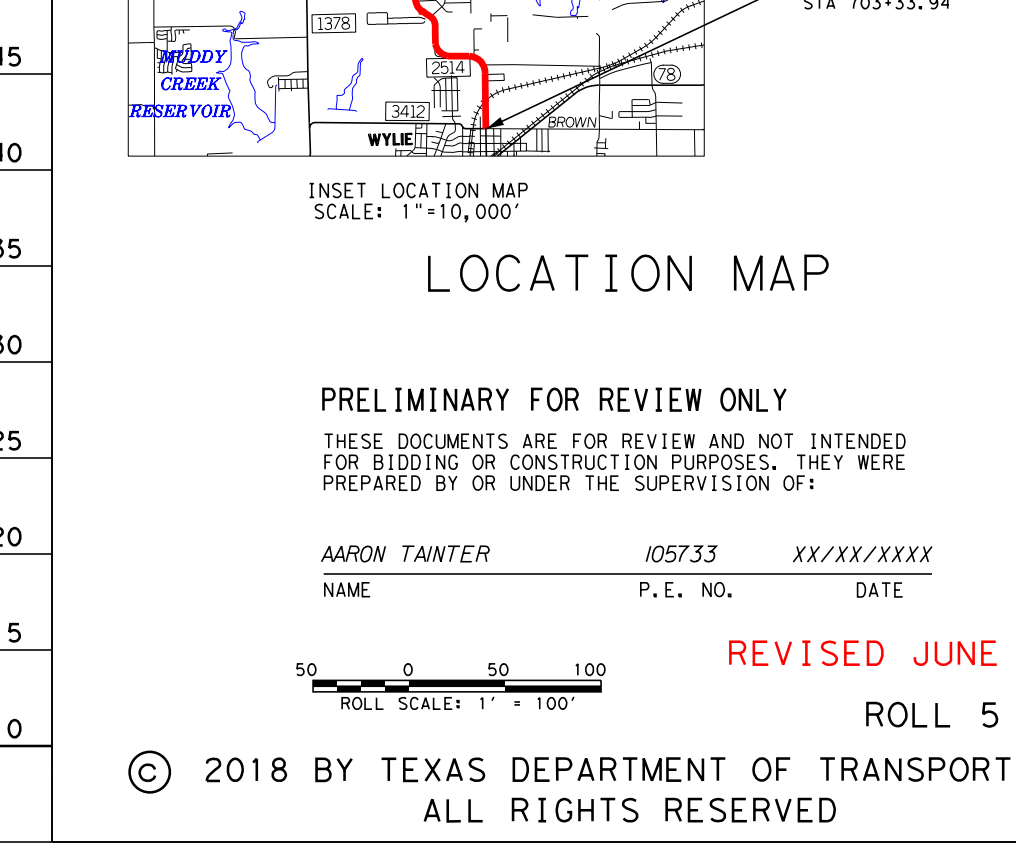 STA 703+33.94
1378
MUDDY
CREEK
RESERVOIR
2514
78
3412
BROWN
WYLIE
INSET LOCATION MAP
SCALE: 1"=10,000'
LOCATION MAP
PRELIMINARY FOR REVIEW ONLY
THESE DOCUMENTS ARE FOR REVIEW AND NOT INTENDED
FOR BIDDING OR CONSTRUCTION PURPOSES. THEY WERE
PREPARED BY OR UNDER THE SUPERVISION OF:
AARON TAINTER 105733 XX/XX/XXXX
NAME P.E. NO. DATE
REVISED JUNE
50 0 50 100
ROLL SCALE: 1' = 100'
ROLL 5
© 2018 BY TEXAS DEPARTMENT OF TRANSPORT
ALL RIGHTS RESERVED
15
10
35
30
25
20
5
0